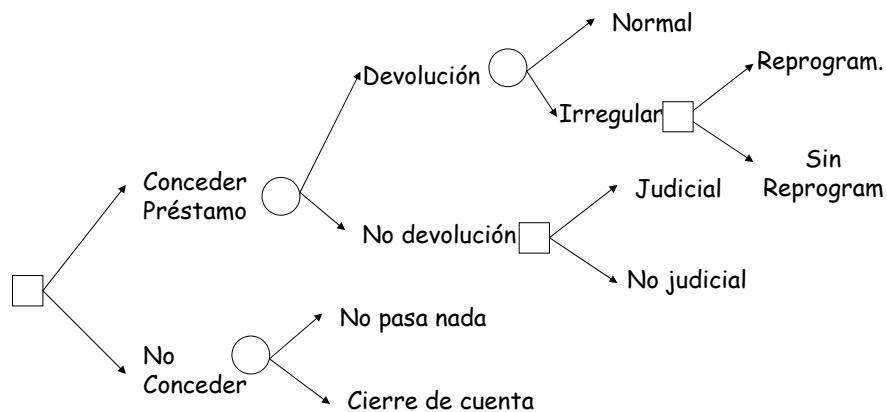 Normal
Devolución
Reprogram.
Irregular
Sin
Reprogram
Conceder
Préstamo
Judicial
No devolución
No judicial
No pasa nada
No
Conceder
Cierre de cuenta